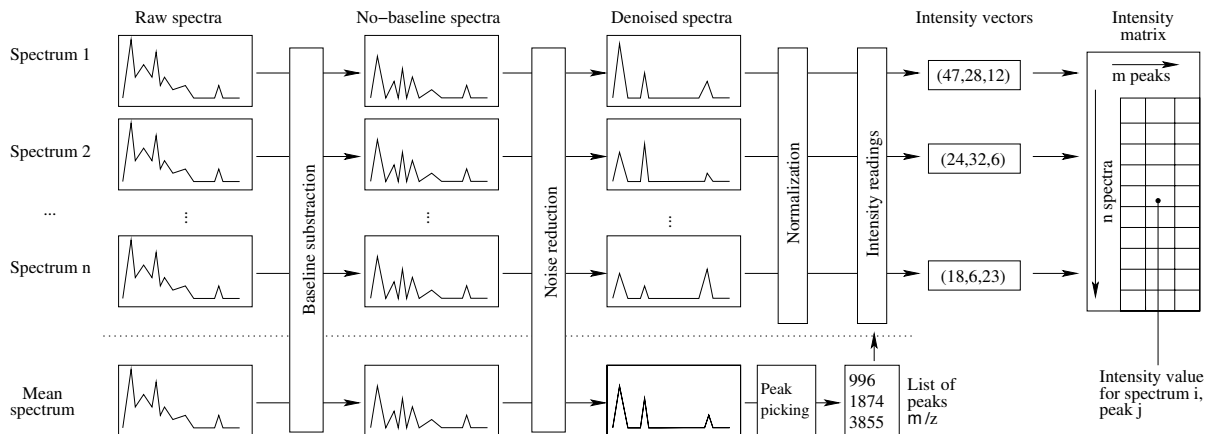 Raw spectra
No−baseline spectra
Denoised spectra
Intensity vectors
Intensity
matrix
Spectrum 1
Spectrum 2
...
Spectrum n
Mean
spectrum
...
Baseline substraction
...
Noise reduction
...
Normalization
Intensity readings
(47,28,12)
(24,32,6)
(18,6,23)
m peaks
n spectra
Peak
picking
996
1874
3855
List of
peaks
m/z
Intensity value
for spectrum i,
peak j